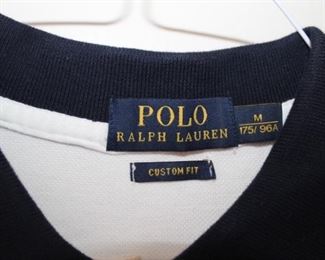 POLO
RALPH LAUREN
M
175/96A
CUSTOM FIT